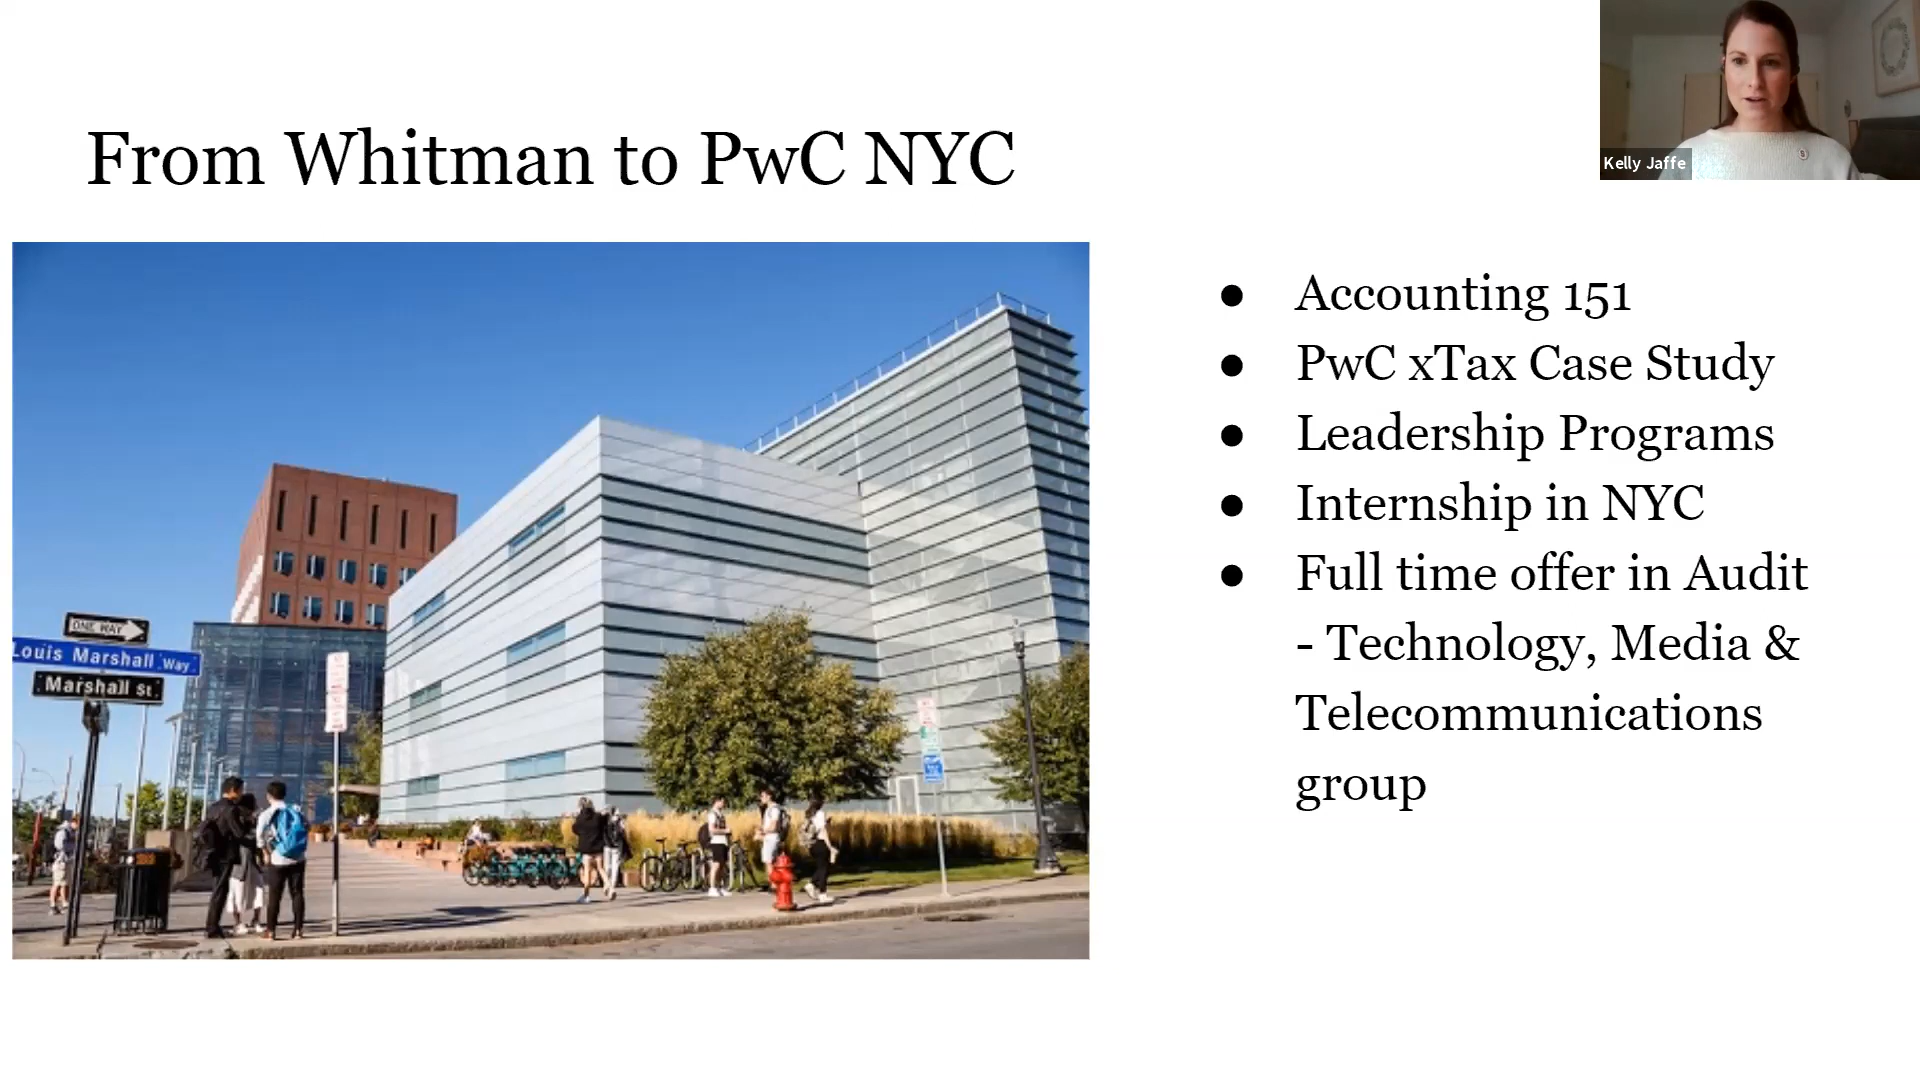 From Whitman to PwC NYC
Kelly Jaffe
● Accounting 151
● PwC xTax Case Study
● Leadership Programs
● Internship in NYC
● Full time offer in Audit
- Technology, Media &
Telecommunications
group
ONE WAY
Louis Marshall Way
Marshall St.